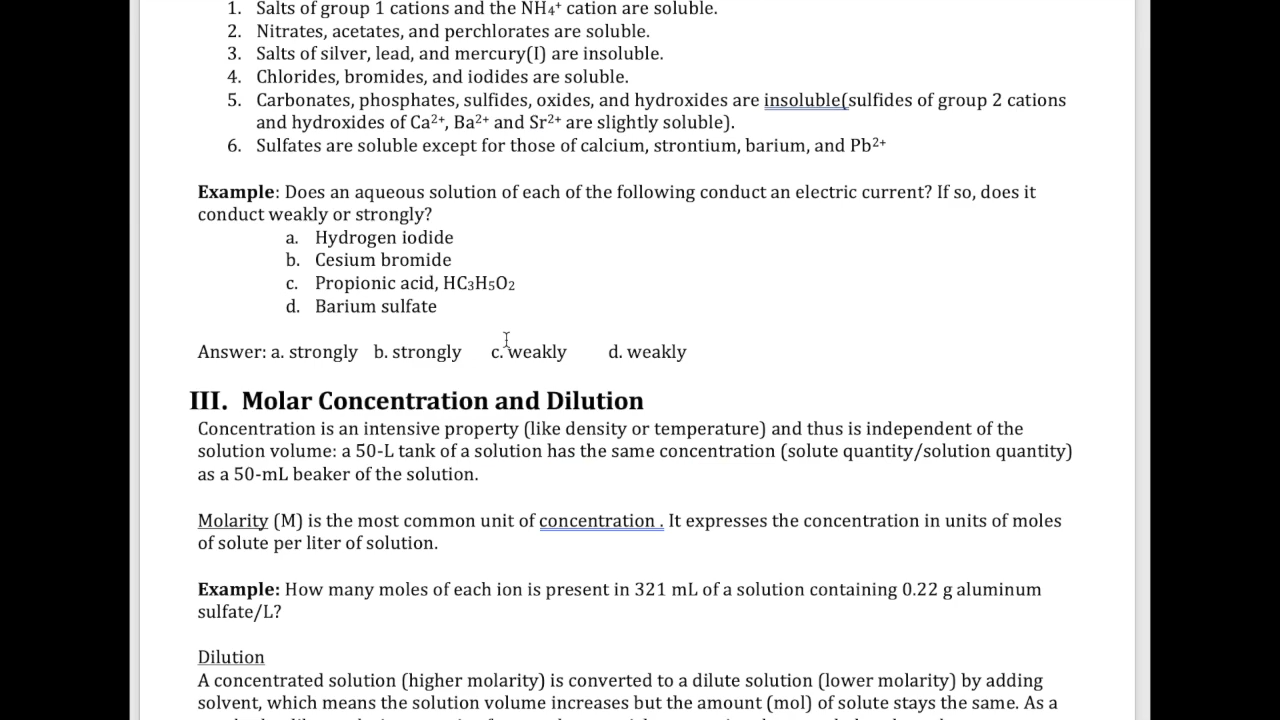 1. Salts of group 1 cations and the NH4+ cation are soluble.
2. Nitrates, acetates, and perchlorates are soluble.
3. Salts of silver, lead, and mercury(I) are insoluble.
4. Chlorides, bromides, and iodides are soluble.
5. Carbonates, phosphates, sulfides, oxides, and hydroxides are insoluble(sulfides of group 2 cations
and hydroxides of Ca2+, Ba2+ and Sr2+ are slightly soluble).
6. Sulfates are soluble except for those of calcium, strontium, barium, and Pb2+
Example: Does an aqueous solution of each of the following conduct an electric current? If so, does it
conduct weakly or strongly?
a. Hydrogen iodide
b. Cesium bromide
c. Propionic acid, HC3H5O2
d. Barium sulfate
Answer: a. strongly b. strongly c. weakly d. weakly
III. Molar Concentration and Dilution
Concentration is an intensive property (like density or temperature) and thus is independent of the
solution volume: a 50-L tank of a solution has the same concentration (solute quantity/solution quantity)
as a 50-mL beaker of the solution.
Molarity (M) is the most common unit of concentration . It expresses the concentration in units of moles
of solute per liter of solution.
Example: How many moles of each ion is present in 321 mL of a solution containing 0.22 g aluminum
sulfate/L?
Dilution
A concentrated solution (higher molarity) is converted to a dilute solution (lower molarity) by adding
solvent, which means the solution volume increases but the amount (mol) of solute stays the same. As a